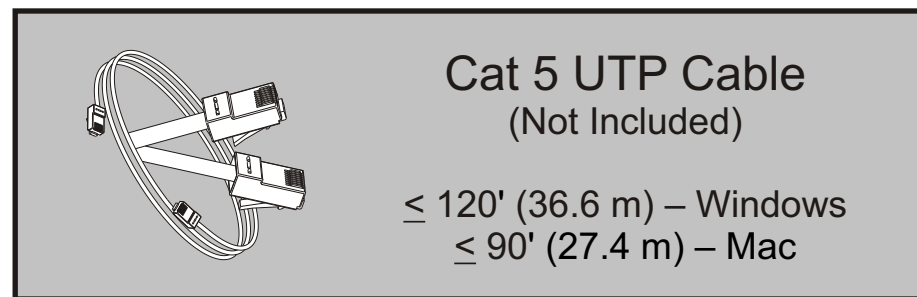 Cat 5 UTP Cable
(Not Included)
≤ 120' (36.6 m) – Windows
≤ 90' (27.4 m) – Mac